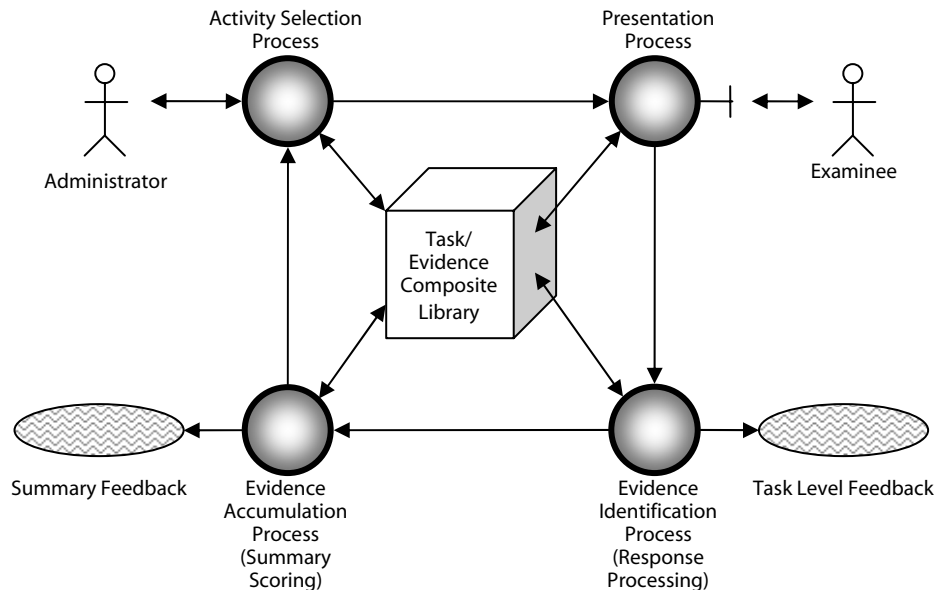 Activity Selection
Process
Presentation
Process
Administrator
Examinee
Task/
Evidence
Composite
Library
Summary Feedback
Evidence
Accumulation
Process
(Summary
Scoring)
Evidence
Identification
Process
(Response
Processing)
Task Level Feedback